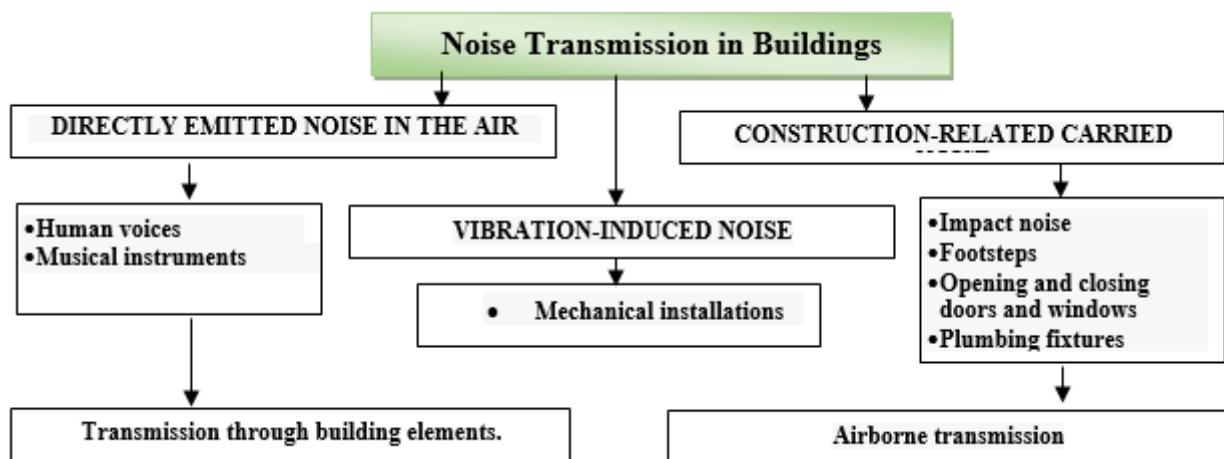 Noise Transmission in Buildings
DIRECTLY EMITTED NOISE IN THE AIR
CONSTRUCTION-RELATED CARRIED
•Human voices
•Musical instruments
VIBRATION-INDUCED NOISE
• Mechanical installations
•Impact noise
•Footsteps
•Opening and closing
doors and windows
•Plumbing fixtures
Transmission through building elements.
Airborne transmission